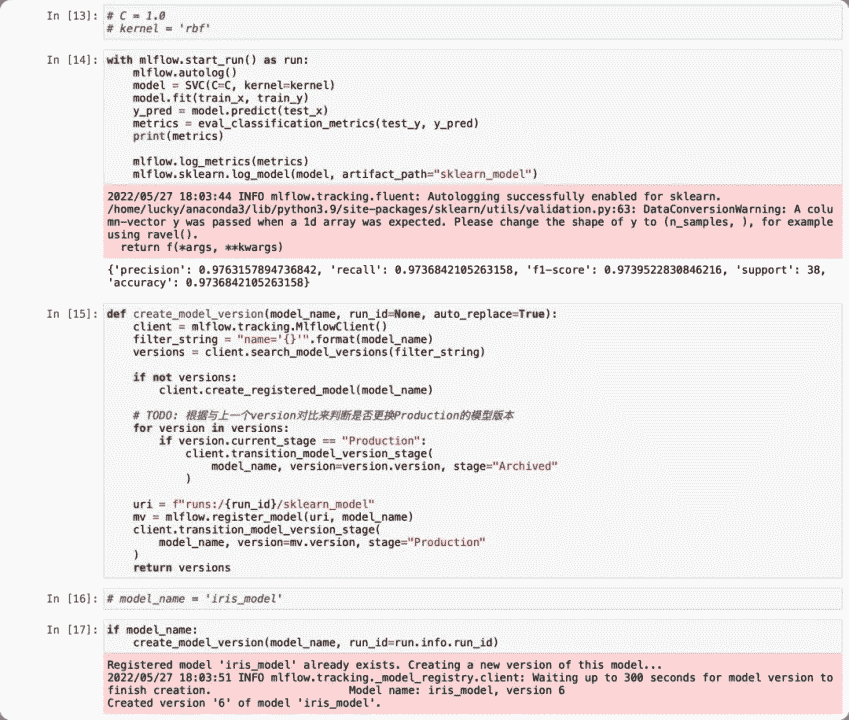 In [13]: # C = 1.0
# kernel = 'rbf'
In [14]: with mlflow.start_run() as run:
    mlflow.autolog()
    model = SVC(C=C, kernel=kernel)
    model.fit(train_x, train_y)
    y_pred = model.predict(test_x)
    metrics = eval_classification_metrics(test_y, y_pred)
    print(metrics)
    mlflow.log_metrics(metrics)
    mlflow.sklearn.log_model(model, artifact_path="sklearn_model")
2022/05/27 18:03:44 INFO mlflow.tracking.fluent: Autologging successfully enabled for sklearn.
/home/lucky/anaconda3/lib/python3.9/site-packages/sklearn/utils/validation.py:63: DataConversionWarning: A colu
mn-vector y was passed when a 1d array was expected. Please change the shape of y to (n_samples, ), for example
using ravel().
  return f(*args, **kwargs)
{'precision': 0.9763157894736842, 'recall': 0.9736842105263158, 'f1-score': 0.9739522830846216, 'support': 38,
'accuracy': 0.9736842105263158}
In [15]: def create_model_version(model_name, run_id=None, auto_replace=True):
    client = mlflow.tracking.MlflowClient()
    filter_string = "name='{}'".format(model_name)
    versions = client.search_model_versions(filter_string)
    if not versions:
        client.create_registered_model(model_name)
    # TODO: 根据与上一个version对比来判断是否更换Production的模型版本
    for version in versions:
        if version.current_stage == "Production":
            client.transition_model_version_stage(
                model_name, version=version.version, stage="Archived"
            )
    uri = f"runs:/{run_id}/sklearn_model"
    mv = mlflow.register_model(uri, model_name)
    client.transition_model_version_stage(
        model_name, version=mv.version, stage="Production"
    )
    return versions
In [16]: # model_name = 'iris_model'
In [17]: if model_name:
    create_model_version(model_name, run_id=run.info.run_id)
Registered model 'iris_model' already exists. Creating a new version of this model...
2022/05/27 18:03:51 INFO mlflow.tracking._model_registry.client: Waiting up to 300 seconds for model version to
finish creation.                     Model name: iris_model, version 6
Created version '6' of model 'iris_model'.